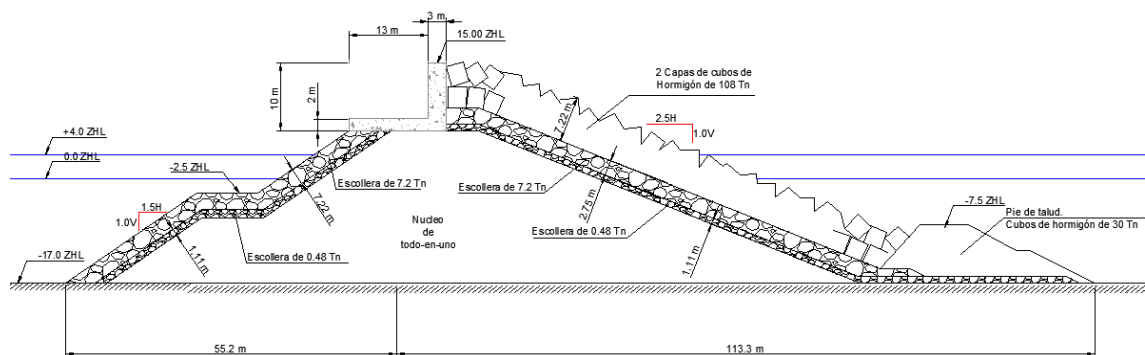 3 m
13 m
15.00 ZHL
10 m
2 m
2 Capas de cubos de
Hormigón de 108 Tn
7.22 m
2.5H
1.0V
+4.0 ZHL
0.0 ZHL
-2.5 ZHL
Escollera de 7.2 Tn
7.22 m
Escollera de 7.2 Tn
2.75 m
1.5H
1.0V
Nucleo
de
todo-en-uno
Escollera de 0.48 Tn
-7.5 ZHL
Pie de talud.
Cubos de hormigón de 30 Tn
1.11 m
Escollera de 0.48 Tn
1.11 m
-17.0 ZHL
55.2 m
113.3 m